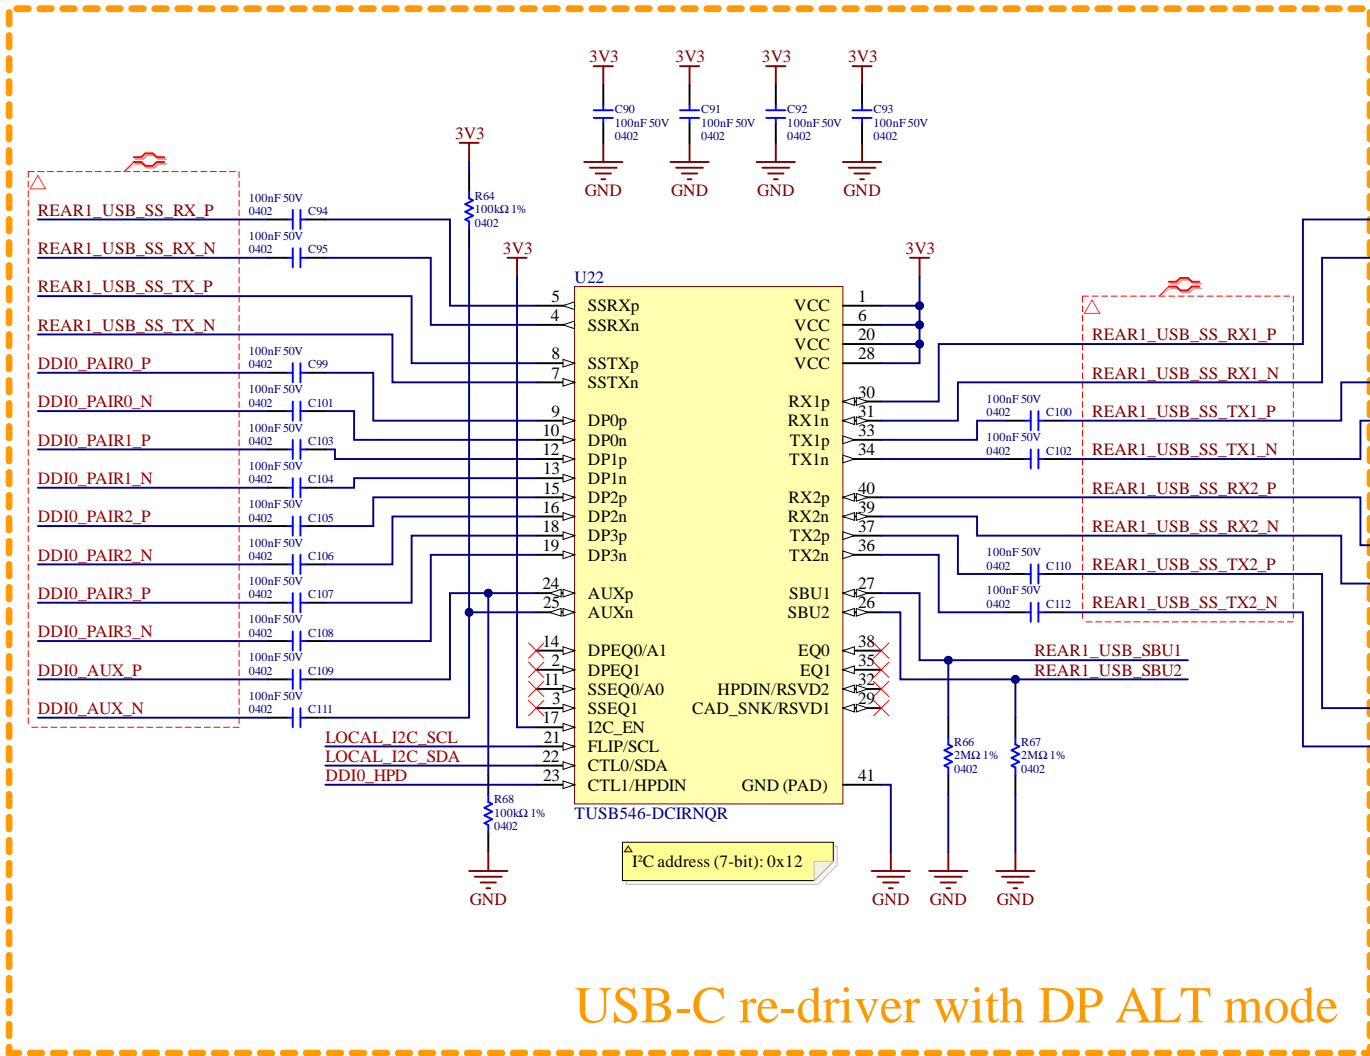 3V3
3V3
3V3
3V3
C90
100nF 50V
0402
C91
100nF 50V
0402
C92
100nF 50V
0402
C93
100nF 50V
0402
GND
GND
GND
GND
3V3
R64
100kΩ 1%
0402
3V3
3V3
REAR1_USB_SS_RX_P
100nF 50V
0402
C94
REAR1_USB_SS_RX_N
100nF 50V
0402
C95
REAR1_USB_SS_TX_P
REAR1_USB_SS_TX_N
DDI0_PAIR0_P
100nF 50V
0402
C99
DDI0_PAIR0_N
100nF 50V
0402
C101
DDI0_PAIR1_P
100nF 50V
0402
C103
DDI0_PAIR1_N
100nF 50V
0402
C104
DDI0_PAIR2_P
100nF 50V
0402
C105
DDI0_PAIR2_N
100nF 50V
0402
C106
DDI0_PAIR3_P
100nF 50V
0402
C107
DDI0_PAIR3_N
100nF 50V
0402
C108
DDI0_AUX_P
100nF 50V
0402
C109
DDI0_AUX_N
100nF 50V
0402
C111
LOCAL_I2C_SCL
LOCAL_I2C_SDA
DDI0_HPD
R68
100kΩ 1%
0402
GND
U22
5 SSRXp
4 SSRXn
8 SSTXp
7 SSTXn
9 DP0p
10 DP0n
12 DP1p
13 DP1n
15 DP2p
16 DP2n
18 DP3p
19 DP3n
24 AUXp
25 AUXn
14 DPEQ0/A1
2 DPEQ1
11 SSEQ0/A0
3 SSEQ1
17 I2C_EN
21 FLIP/SCL
22 CTL0/SDA
23 CTL1/HPDIN
VCC 1
VCC 6
VCC 20
VCC 28
RX1p 30
RX1n 31
TX1p 33
TX1n 34
RX2p 40
RX2n 39
TX2p 37
TX2n 36
SBU1 27
SBU2 26
EQ0 38
EQ1 35
HPDIN/RSVD2 32
CAD_SNK/RSVD1 29
GND (PAD) 41
TUSB546-DCIRNQR
I²C address (7-bit): 0x12
REAR1_USB_SS_RX1_P
REAR1_USB_SS_RX1_N
100nF 50V
0402
C100
REAR1_USB_SS_TX1_P
100nF 50V
0402
C102
REAR1_USB_SS_TX1_N
REAR1_USB_SS_RX2_P
REAR1_USB_SS_RX2_N
100nF 50V
0402
C110
REAR1_USB_SS_TX2_P
100nF 50V
0402
C112
REAR1_USB_SS_TX2_N
REAR1_USB_SBU1
REAR1_USB_SBU2
R66
2MΩ 1%
0402
R67
2MΩ 1%
0402
GND
GND
GND
USB-C re-driver with DP ALT mode